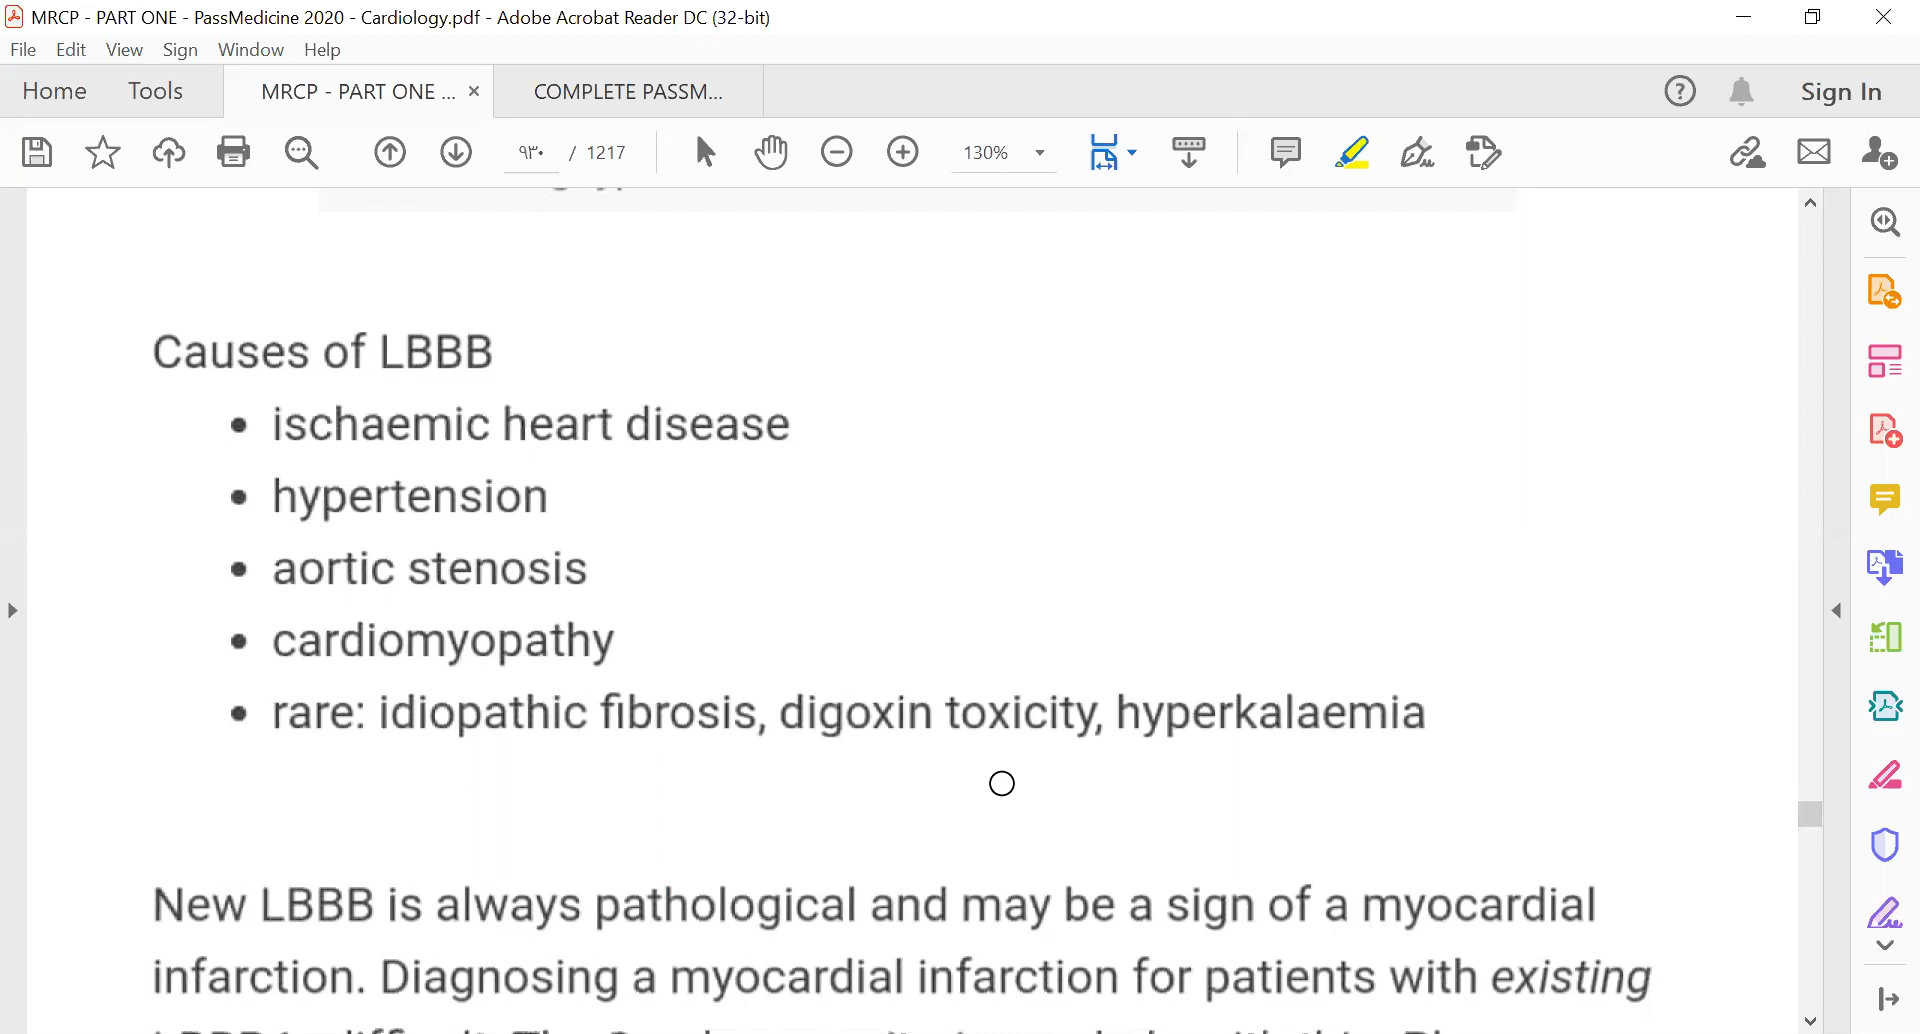 MRCP - PART ONE - PassMedicine 2020 - Cardiology.pdf - Adobe Acrobat Reader DC (32-bit)
File Edit View Sign Window Help
Home Tools MRCP - PART ONE ... × COMPLETE PASSM... Sign In
٩٣٠ / 1217 130%
Causes of LBBB
• ischaemic heart disease
• hypertension
• aortic stenosis
• cardiomyopathy
• rare: idiopathic fibrosis, digoxin toxicity, hyperkalaemia
New LBBB is always pathological and may be a sign of a myocardial
infarction. Diagnosing a myocardial infarction for patients with existing